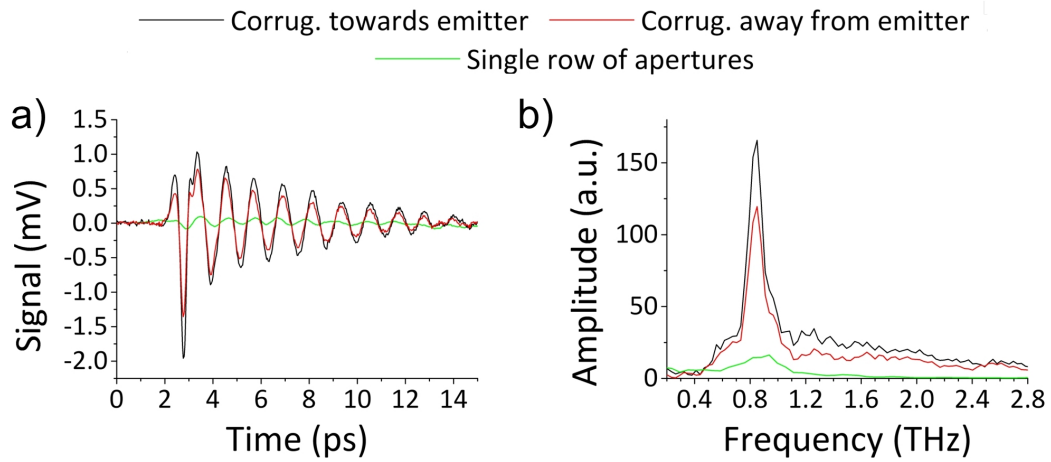 Corrug. towards emitter
Corrug. away from emitter
Single row of apertures
a)
1.5
1.0
0.5
0.0
-0.5
-1.0
-1.5
-2.0
Signal (mV)
0 2 4 6 8 10 12 14
Time (ps)
b)
150
100
50
0
Amplitude (a.u.)
0.4 0.8 1.2 1.6 2.0 2.4 2.8
Frequency (THz)